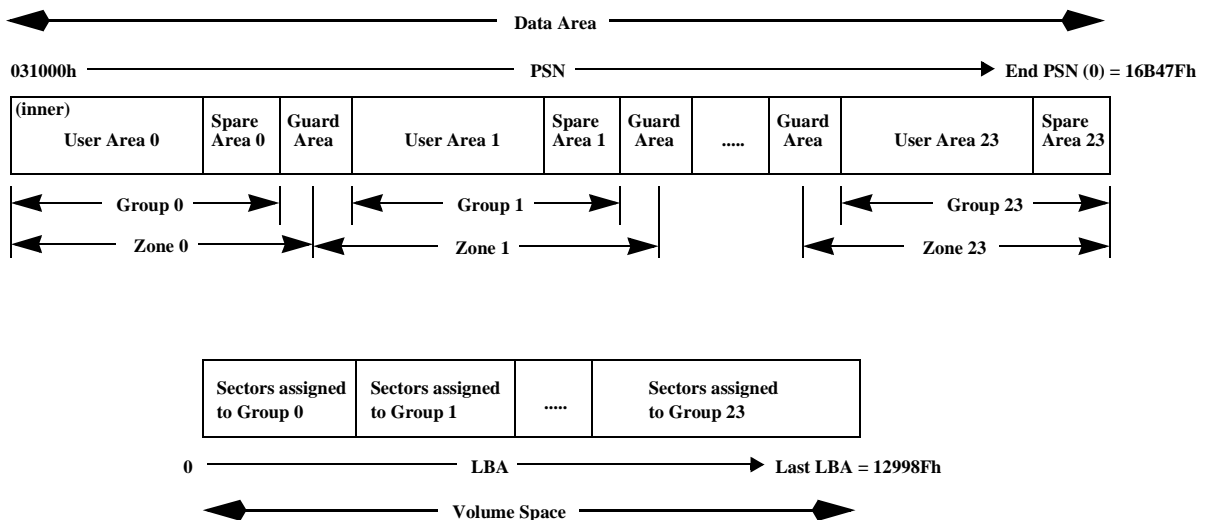 Data Area
031000h PSN End PSN (0) = 16B47Fh
(inner)
User Area 0
Spare
Area 0
Guard
Area
User Area 1
Spare
Area 1
Guard
Area
.....
Guard
Area
User Area 23
Spare
Area 23
Group 0 Group 1 Group 23
Zone 0 Zone 1 Zone 23
Sectors assigned
to Group 0
Sectors assigned
to Group 1
.....
Sectors assigned
to Group 23
0 LBA Last LBA = 12998Fh
Volume Space